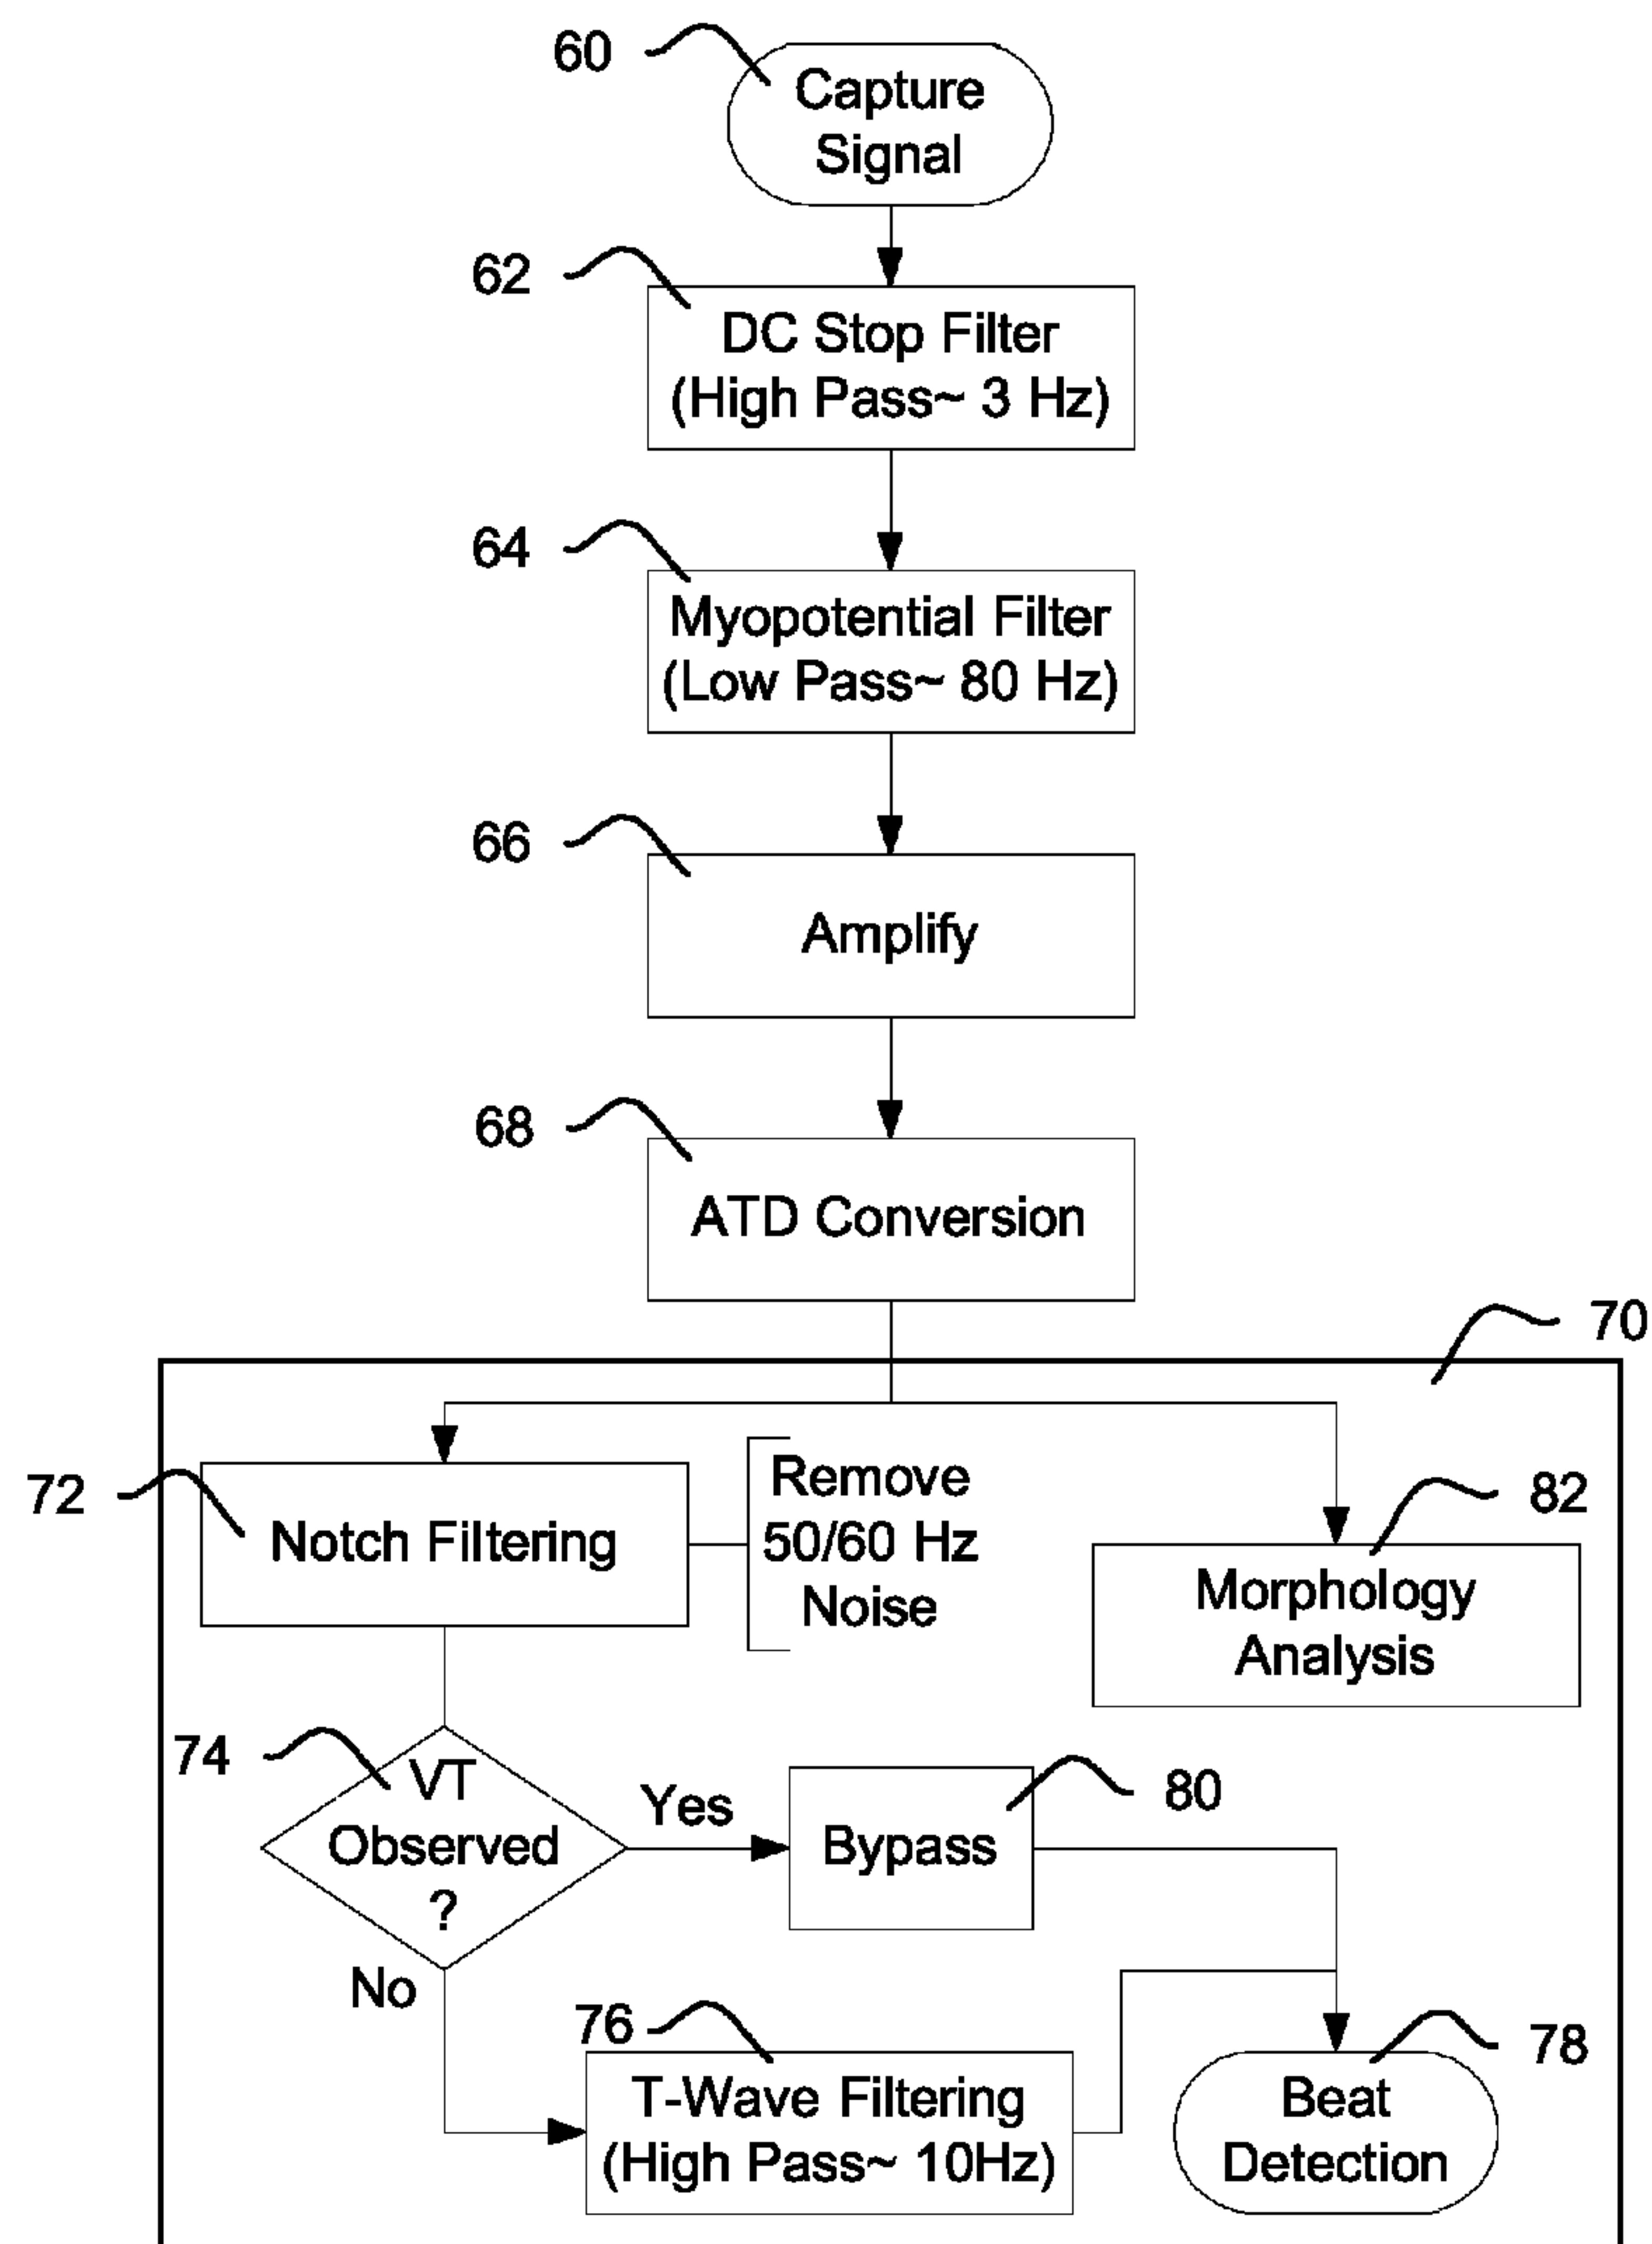 60
Capture
Signal
62
DC Stop Filter
(High Pass~ 3 Hz)
64
Myopotential Filter
(Low Pass~ 80 Hz)
66
Amplify
68
ATD Conversion
70
72
Notch Filtering
Remove
50/60 Hz
Noise
82
Morphology
Analysis
74
VT
Observed
?
Yes
80
Bypass
No
76
T-Wave Filtering
(High Pass~ 10Hz)
78
Beat
Detection